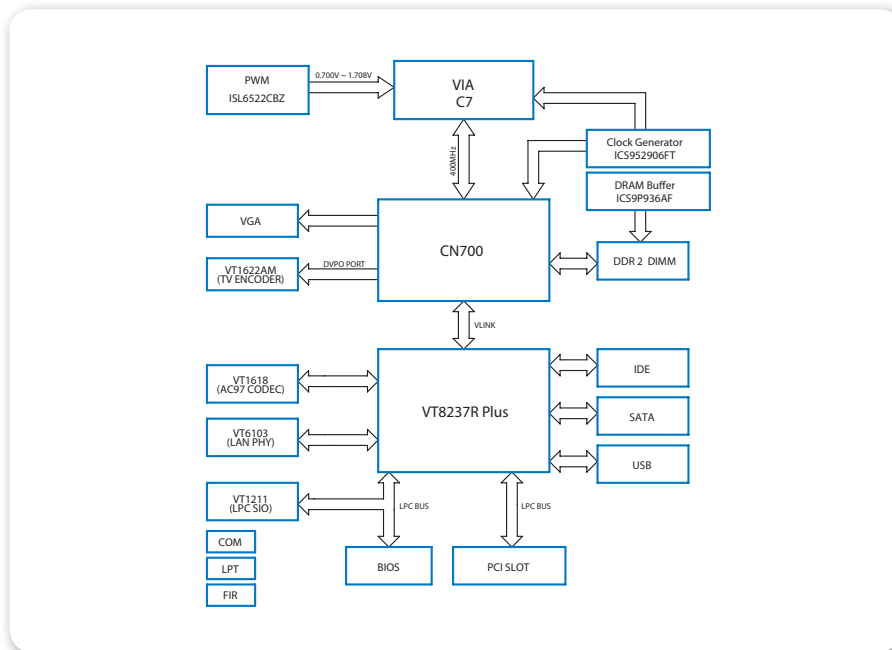 PWM
ISL6522CBZ
0.700V ~ 1.708V
VIA
C7
Clock Generator
ICS952906FT
400MHz
DRAM Buffer
ICS9P936AF
VGA
CN700
DDR 2 DIMM
VT1622AM
(TV ENCODER)
DVPO PORT
VLINK
VT1618
(AC97 CODEC)
VT8237R Plus
IDE
SATA
VT6103
(LAN PHY)
USB
VT1211
(LPC SIO)
LPC BUS
LPC BUS
COM
LPT
FIR
BIOS
PCI SLOT